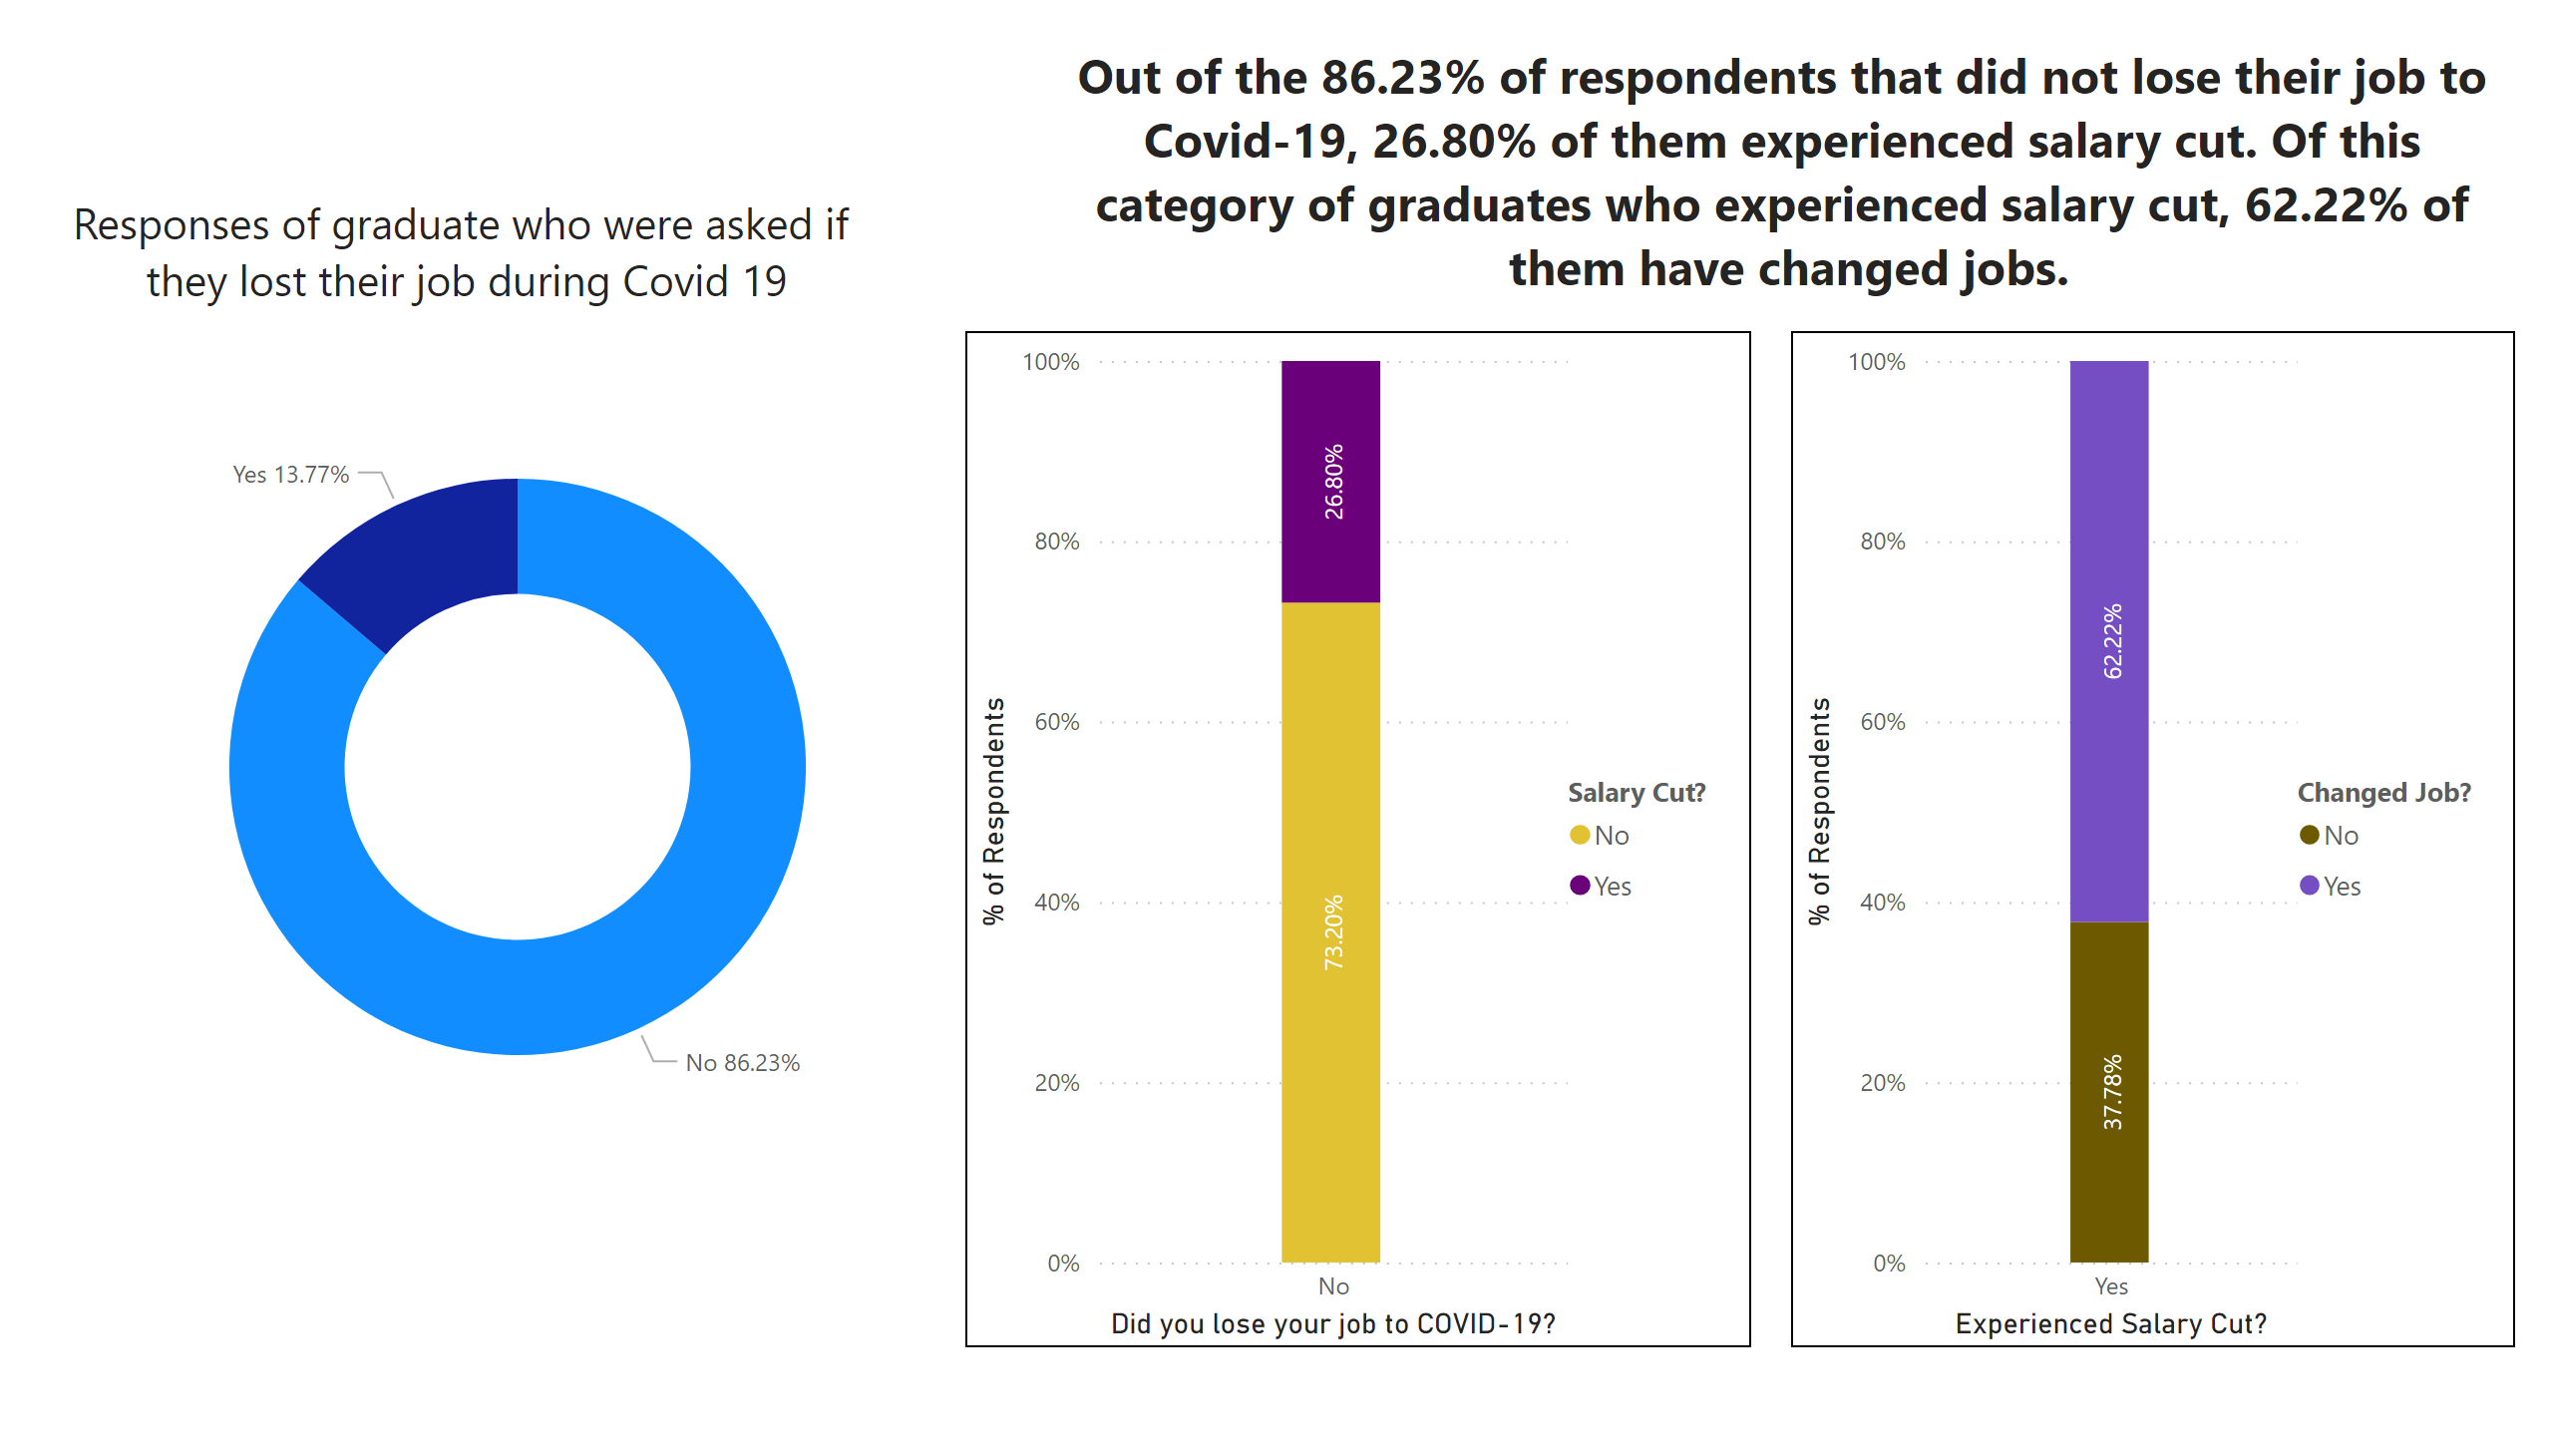 Responses of graduate who were asked if
they lost their job during Covid 19
Yes 13.77%
No 86.23%
Out of the 86.23% of respondents that did not lose their job to
Covid-19, 26.80% of them experienced salary cut. Of this
category of graduates who experienced salary cut, 62.22% of
them have changed jobs.
% of Respondents
100%
80%
60%
40%
20%
0%
26.80%
73.20%
No
Did you lose your job to COVID-19?
Salary Cut?
No
Yes
% of Respondents
100%
80%
60%
40%
20%
0%
62.22%
37.78%
Yes
Experienced Salary Cut?
Changed Job?
No
Yes